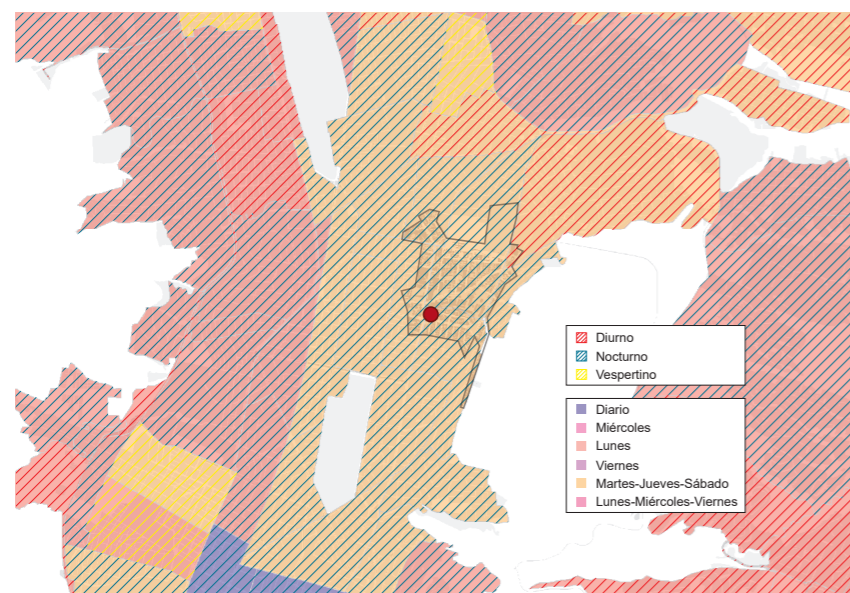 Diurno
Nocturno
Vespertino
Diario
Miércoles
Lunes
Viernes
Martes-Jueves-Sábado
Lunes-Miércoles-Viernes